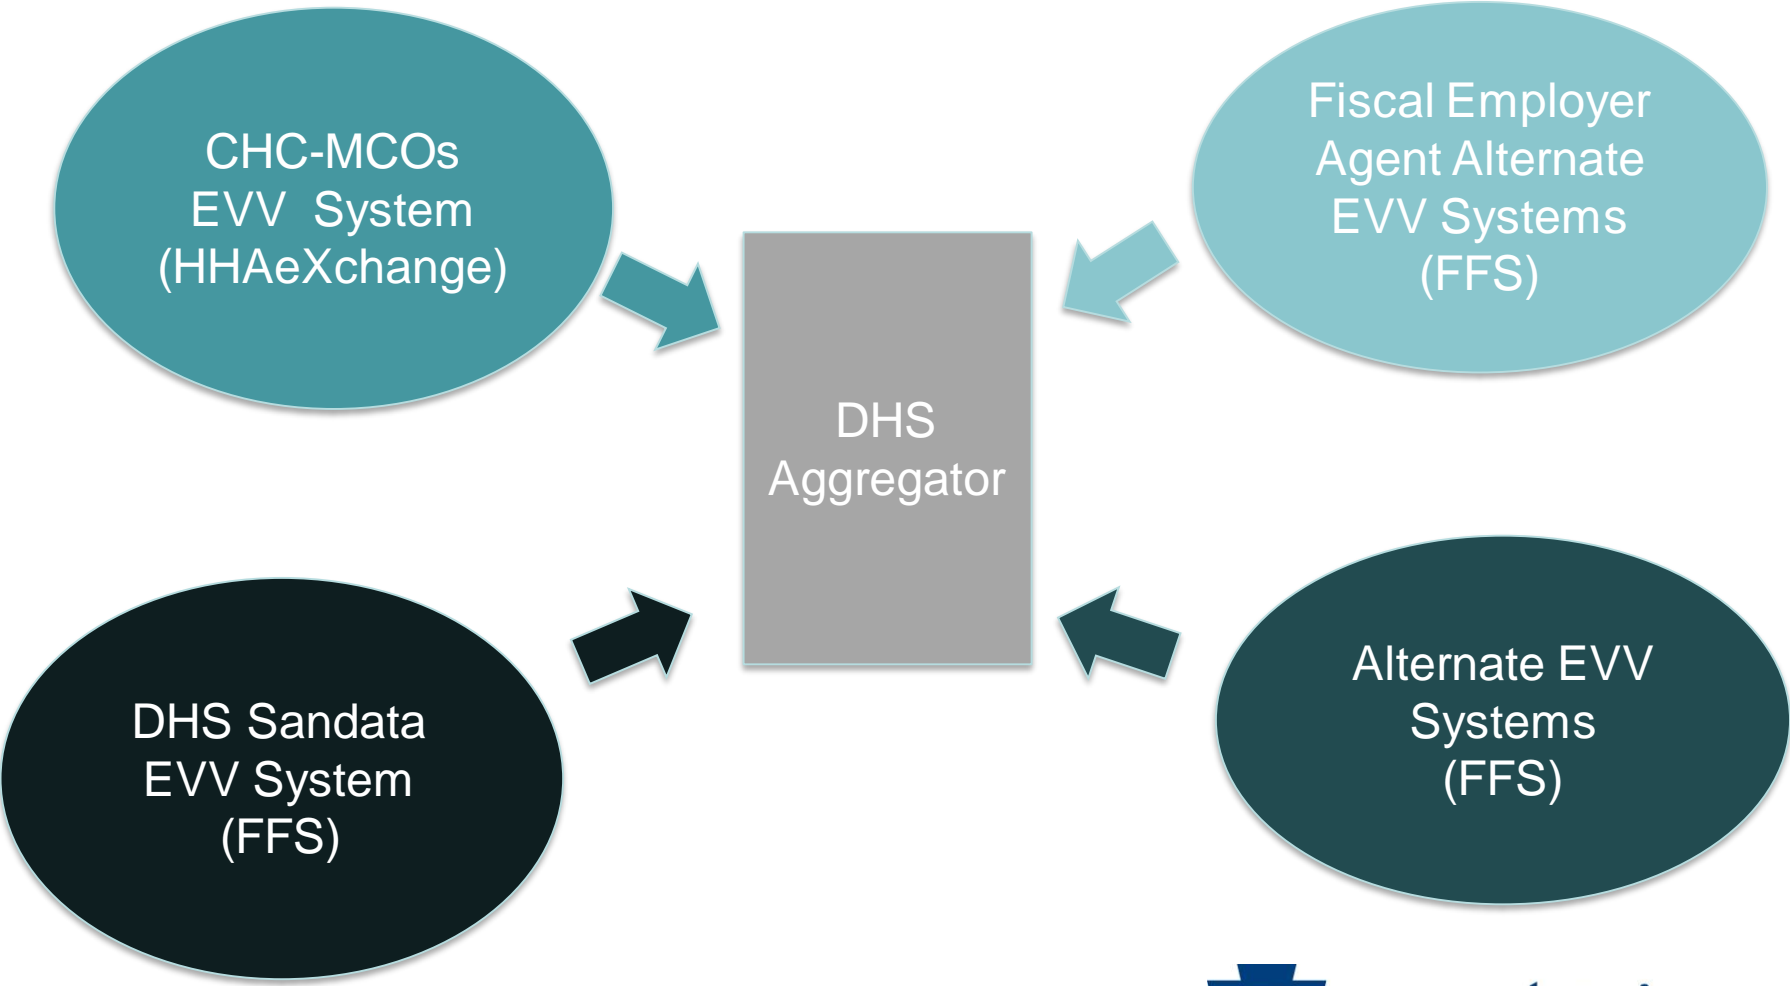 CHC-MCOs
EVV System
(HHAeXchange)
Fiscal Employer
Agent Alternate
EVV Systems
(FFS)
DHS
Aggregator
DHS Sandata
EVV System
(FFS)
Alternate EVV
Systems
(FFS)